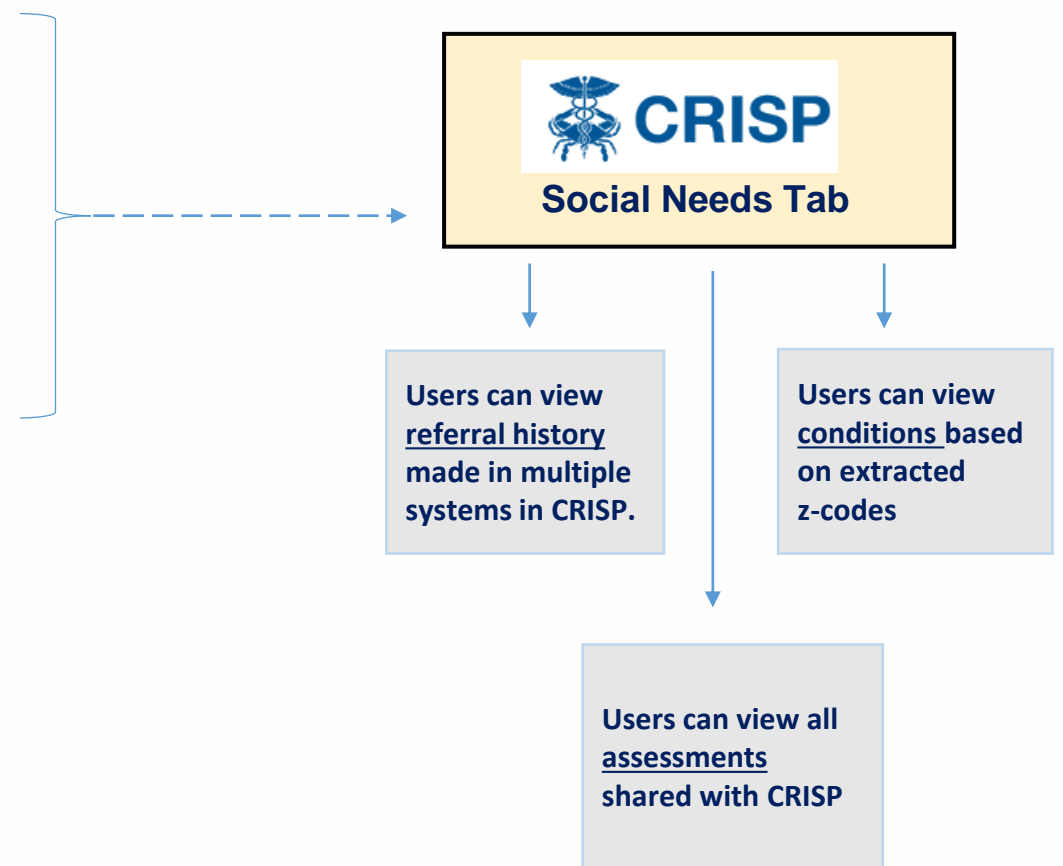 CRISP
Social Needs Tab
Users can view
referral history
made in multiple
systems in CRISP.
Users can view
conditions based
on extracted
z-codes
Users can view all
assessments
shared with CRISP